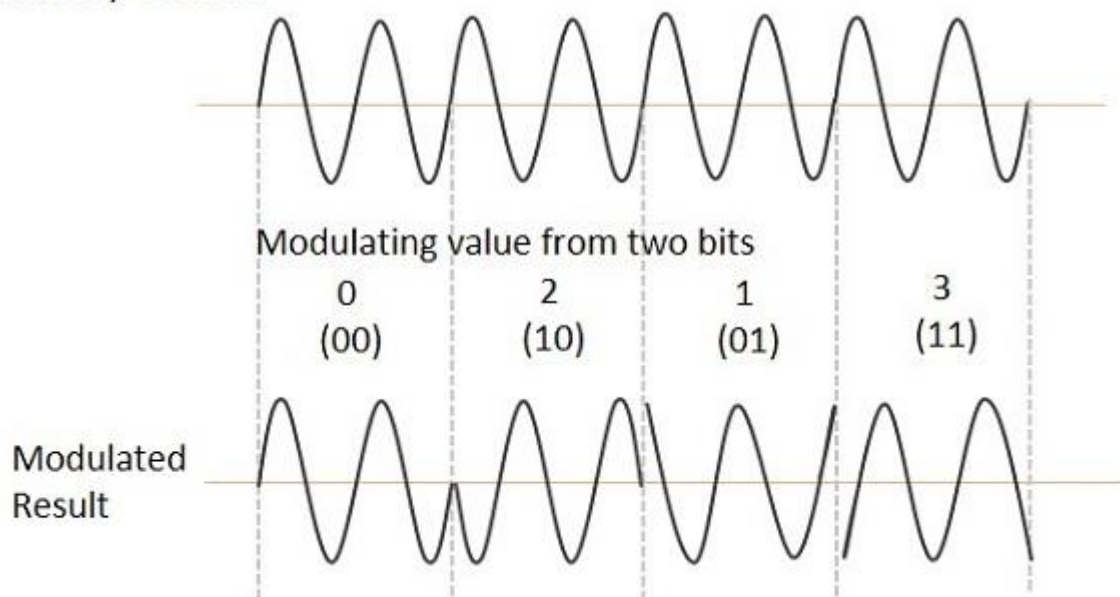 Modulating value from two bits
0 2 1 3
(00) (10) (01) (11)
Modulated
Result